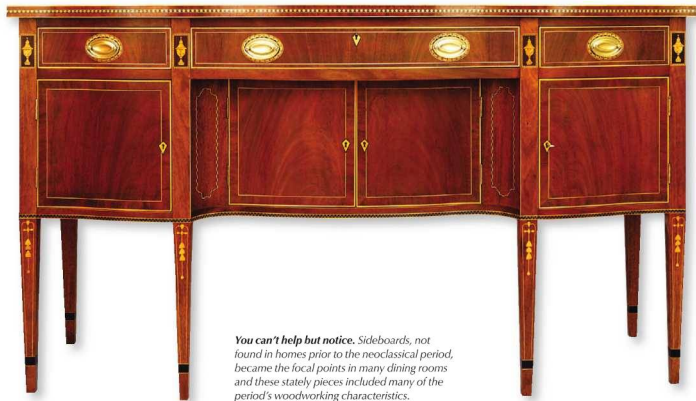 You can't help but notice. Sideboards, not
found in homes prior to the neoclassical period,
became the focal points in many dining rooms
and these stately pieces included many of the
period's woodworking characteristics.